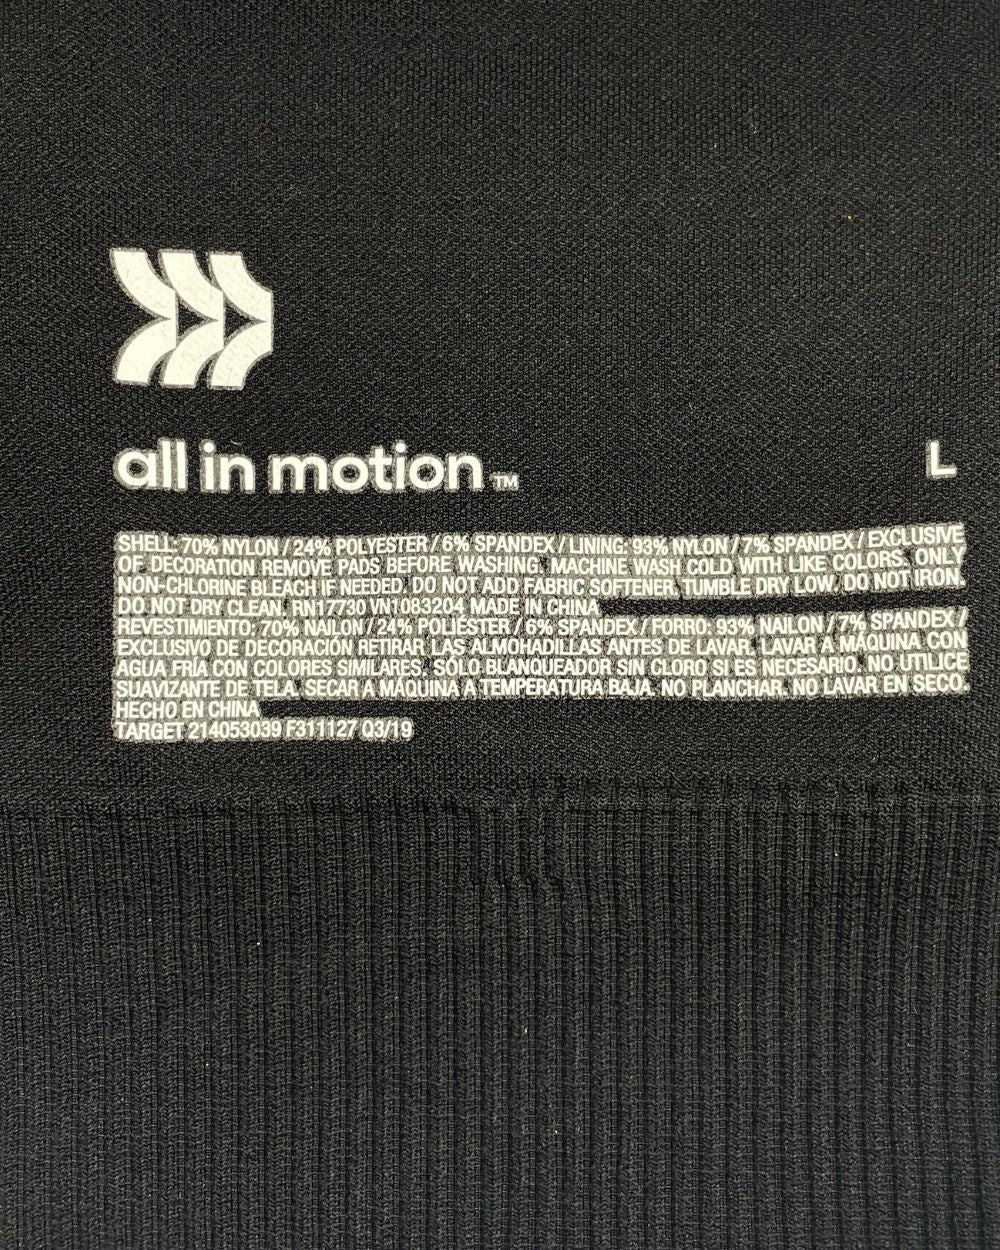 all in motion™
L
SHELL: 70% NYLON / 24% POLYESTER / 6% SPANDEX / LINING: 93% NYLON / 7% SPANDEX / EXCLUSIVE
OF DECORATION REMOVE PADS BEFORE WASHING. MACHINE WASH COLD WITH LIKE COLORS. ONLY
NON-CHLORINE BLEACH IF NEEDED. DO NOT ADD FABRIC SOFTENER. TUMBLE DRY LOW. DO NOT IRON.
DO NOT DRY CLEAN. RN17730 VN1083204 MADE IN CHINA
REVESTIMIENTO: 70% NAILON / 24% POLIÉSTER / 6% SPANDEX / FORRO: 93% NAILON / 7% SPANDEX /
EXCLUSIVO DE DECORACIÓN RETIRAR LAS ALMOHADILLAS ANTES DE LAVAR. LAVAR A MÁQUINA CON
AGUA FRÍA CON COLORES SIMILARES. SÓLO BLANQUEADOR SIN CLORO SI ES NECESARIO. NO UTILICE
SUAVIZANTE DE TELA. SECAR A MÁQUINA A TEMPERATURA BAJA. NO PLANCHAR. NO LAVAR EN SECO.
HECHO EN CHINA
TARGET 214053039 F311127 Q3/19